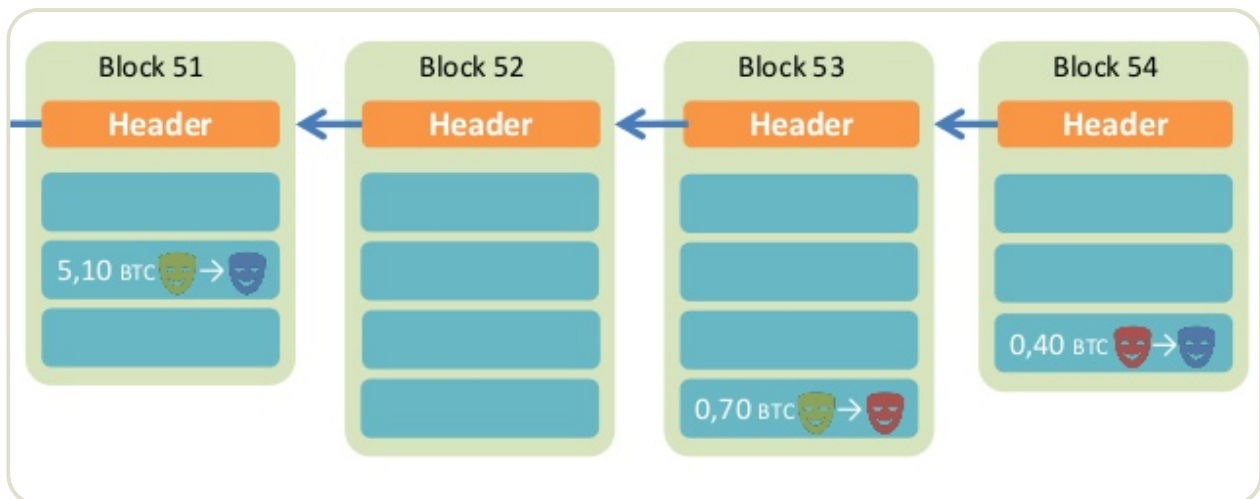 Block 51
Header
5,10 BTC →
Block 52
Header
Block 53
Header
0,70 BTC →
Block 54
Header
0,40 BTC →